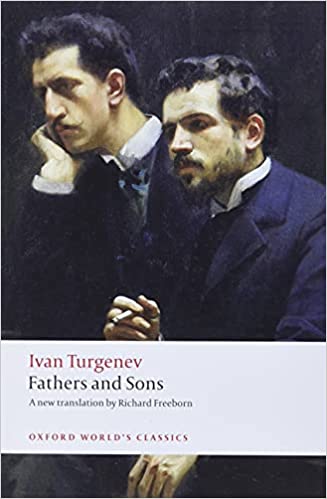 Ivan Turgenev
Fathers and Sons
A new translation by Richard Freeborn
OXFORD WORLD'S CLASSICS